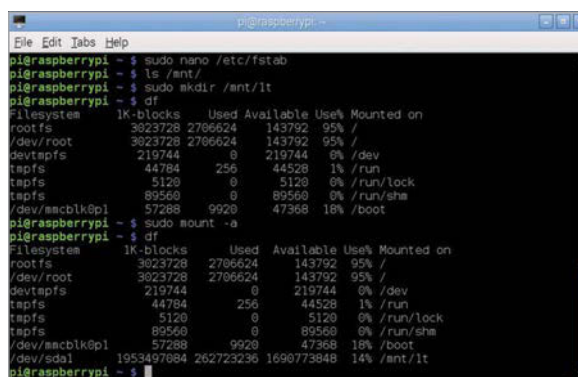 pi@raspberrypi: ~
File Edit Tabs Help
pi@raspberrypi ~ $ sudo nano /etc/fstab
pi@raspberrypi ~ $ ls /mnt/
pi@raspberrypi ~ $ sudo mkdir /mnt/1t
pi@raspberrypi ~ $ df
Filesystem 1K-blocks Used Available Use% Mounted on
rootfs 3023728 2706624 143792 95% /
/dev/root 3023728 2706624 143792 95% /
devtmpfs 219744 0 219744 0% /dev
tmpfs 44784 256 44528 1% /run
tmpfs 5120 0 5120 0% /run/lock
tmpfs 89560 0 89560 0% /run/shm
/dev/mmcblk0p1 57288 9920 47368 18% /boot
pi@raspberrypi ~ $ sudo mount -a
pi@raspberrypi ~ $ df
Filesystem 1K-blocks Used Available Use% Mounted on
rootfs 3023728 2706624 143792 95% /
/dev/root 3023728 2706624 143792 95% /
devtmpfs 219744 0 219744 0% /dev
tmpfs 44784 256 44528 1% /run
tmpfs 5120 0 5120 0% /run/lock
tmpfs 89560 0 89560 0% /run/shm
/dev/mmcblk0p1 57288 9920 47368 18% /boot
/dev/sda1 1953497084 262723236 1690773848 14% /mnt/1t
pi@raspberrypi ~ $